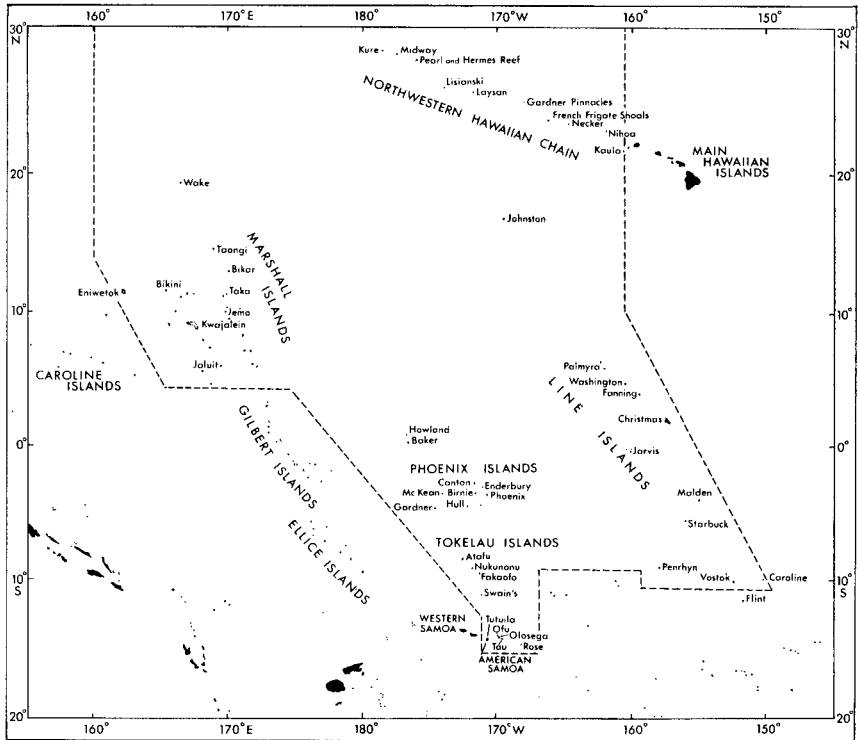 160° 170°E 180° 170°W 160° 150°
30° N
30° N
Kure Midway
Pearl and Hermes Reef
Lisianski
Laysan
NORTHWESTERN HAWAIIAN CHAIN
Gardner Pinnacles
French Frigate Shoals
Necker
Nihoa
Kaula
MAIN
HAWAIIAN
ISLANDS
20° 20°
Wake
Johnston
Taongi
MARSHALL
ISLANDS
Bikar
Bikini
Eniwetok
Taka
Jemo
Kwajalein
10° 10°
Jaluit
CAROLINE
ISLANDS
Palmyra
Washington
Fanning
LINE ISLANDS
Christmas
GILBERT ISLANDS
Howland
Baker
0° 0°
Jarvis
PHOENIX ISLANDS
Canton Enderbury
Mc Kean Birnie Phoenix
Gardner Hull
Malden
Starbuck
ELLICE ISLANDS
TOKELAU ISLANDS
Atafu
Nukunonu
Fakaofo
Penrhyn
Vostok Caroline
10° S
10° S
Swain's
Flint
WESTERN
SAMOA
Tutuila
Ofu
Olosega
Tau Rose
AMERICAN
SAMOA
20° 20°
160° 170°E 180° 170°W 160° 150°